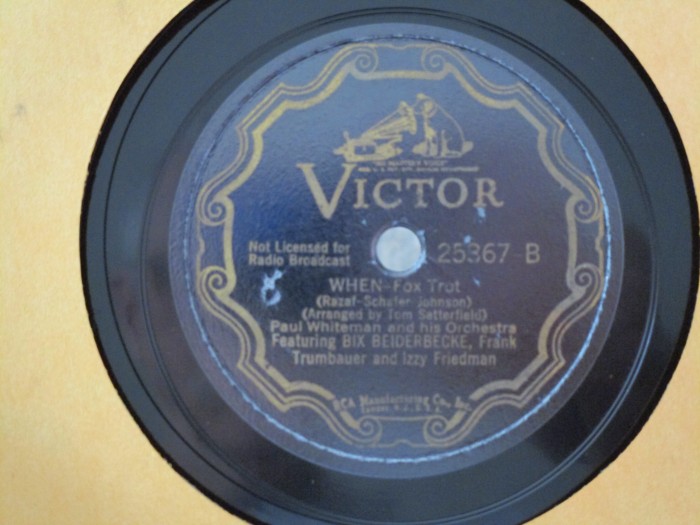 VICTOR
Not Licensed for
Radio Broadcast
25367-B
WHEN-Fox Trot
(Razaf-Schafer Johnson)
(Arranged by Tom Satterfield)
Paul Whiteman and his Orchestra
Featuring BIX BEIDERBECKE, Frank
Trumbauer and Izzy Friedman
RCA Manufacturing Co., Inc.
Camden, N.J., U.S.A.